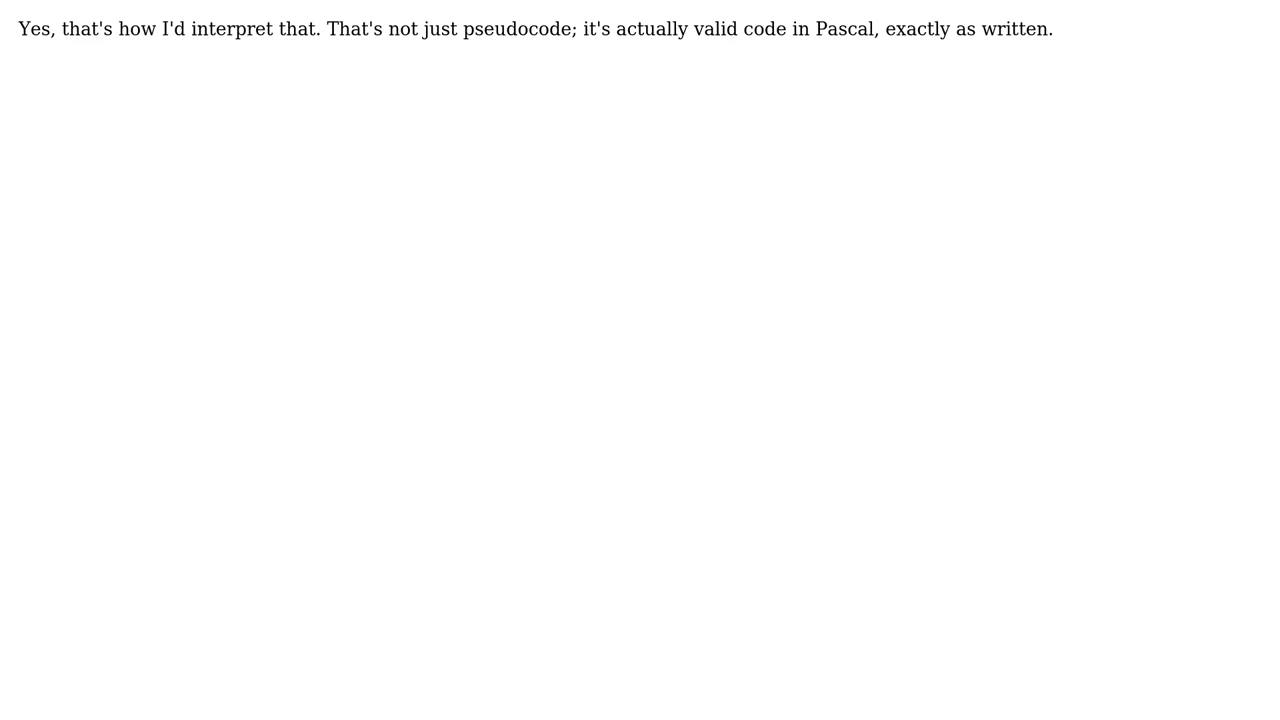 Yes, that's how I'd interpret that. That's not just pseudocode; it's actually valid code in Pascal, exactly as written.